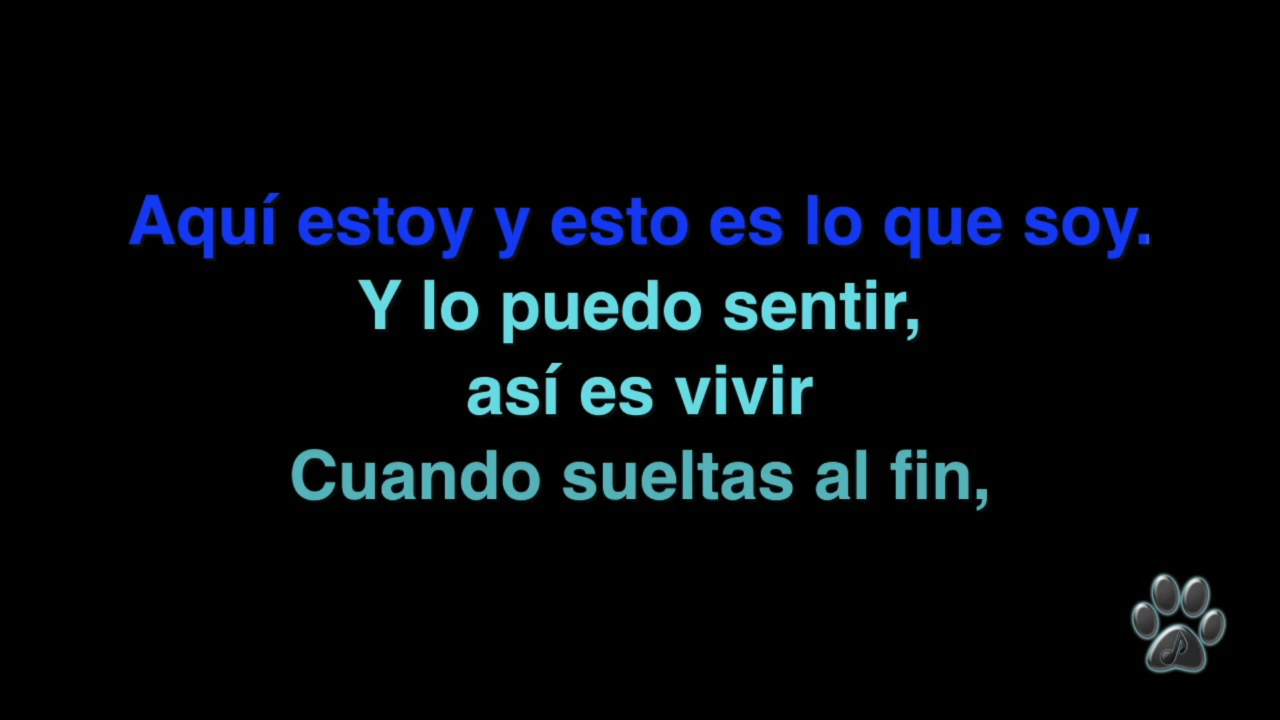 Aquí estoy y esto es lo que soy.
Y lo puedo sentir,
así es vivir
Cuando sueltas al fin,